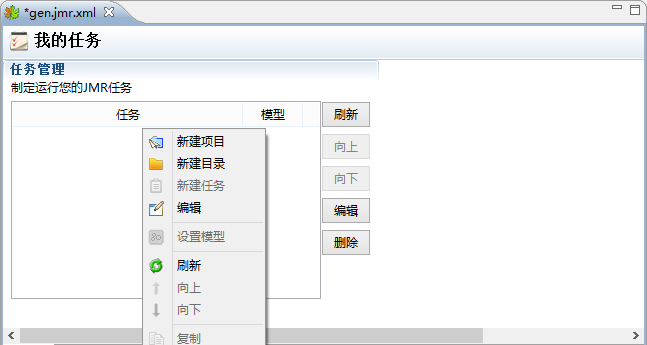 *gen.jmr.xml
我的任务
任务管理
制定运行您的JMR任务
任务 模型
刷新
向上
向下
编辑
删除
新建项目
新建目录
新建任务
编辑
设置模型
刷新
向上
向下
复制